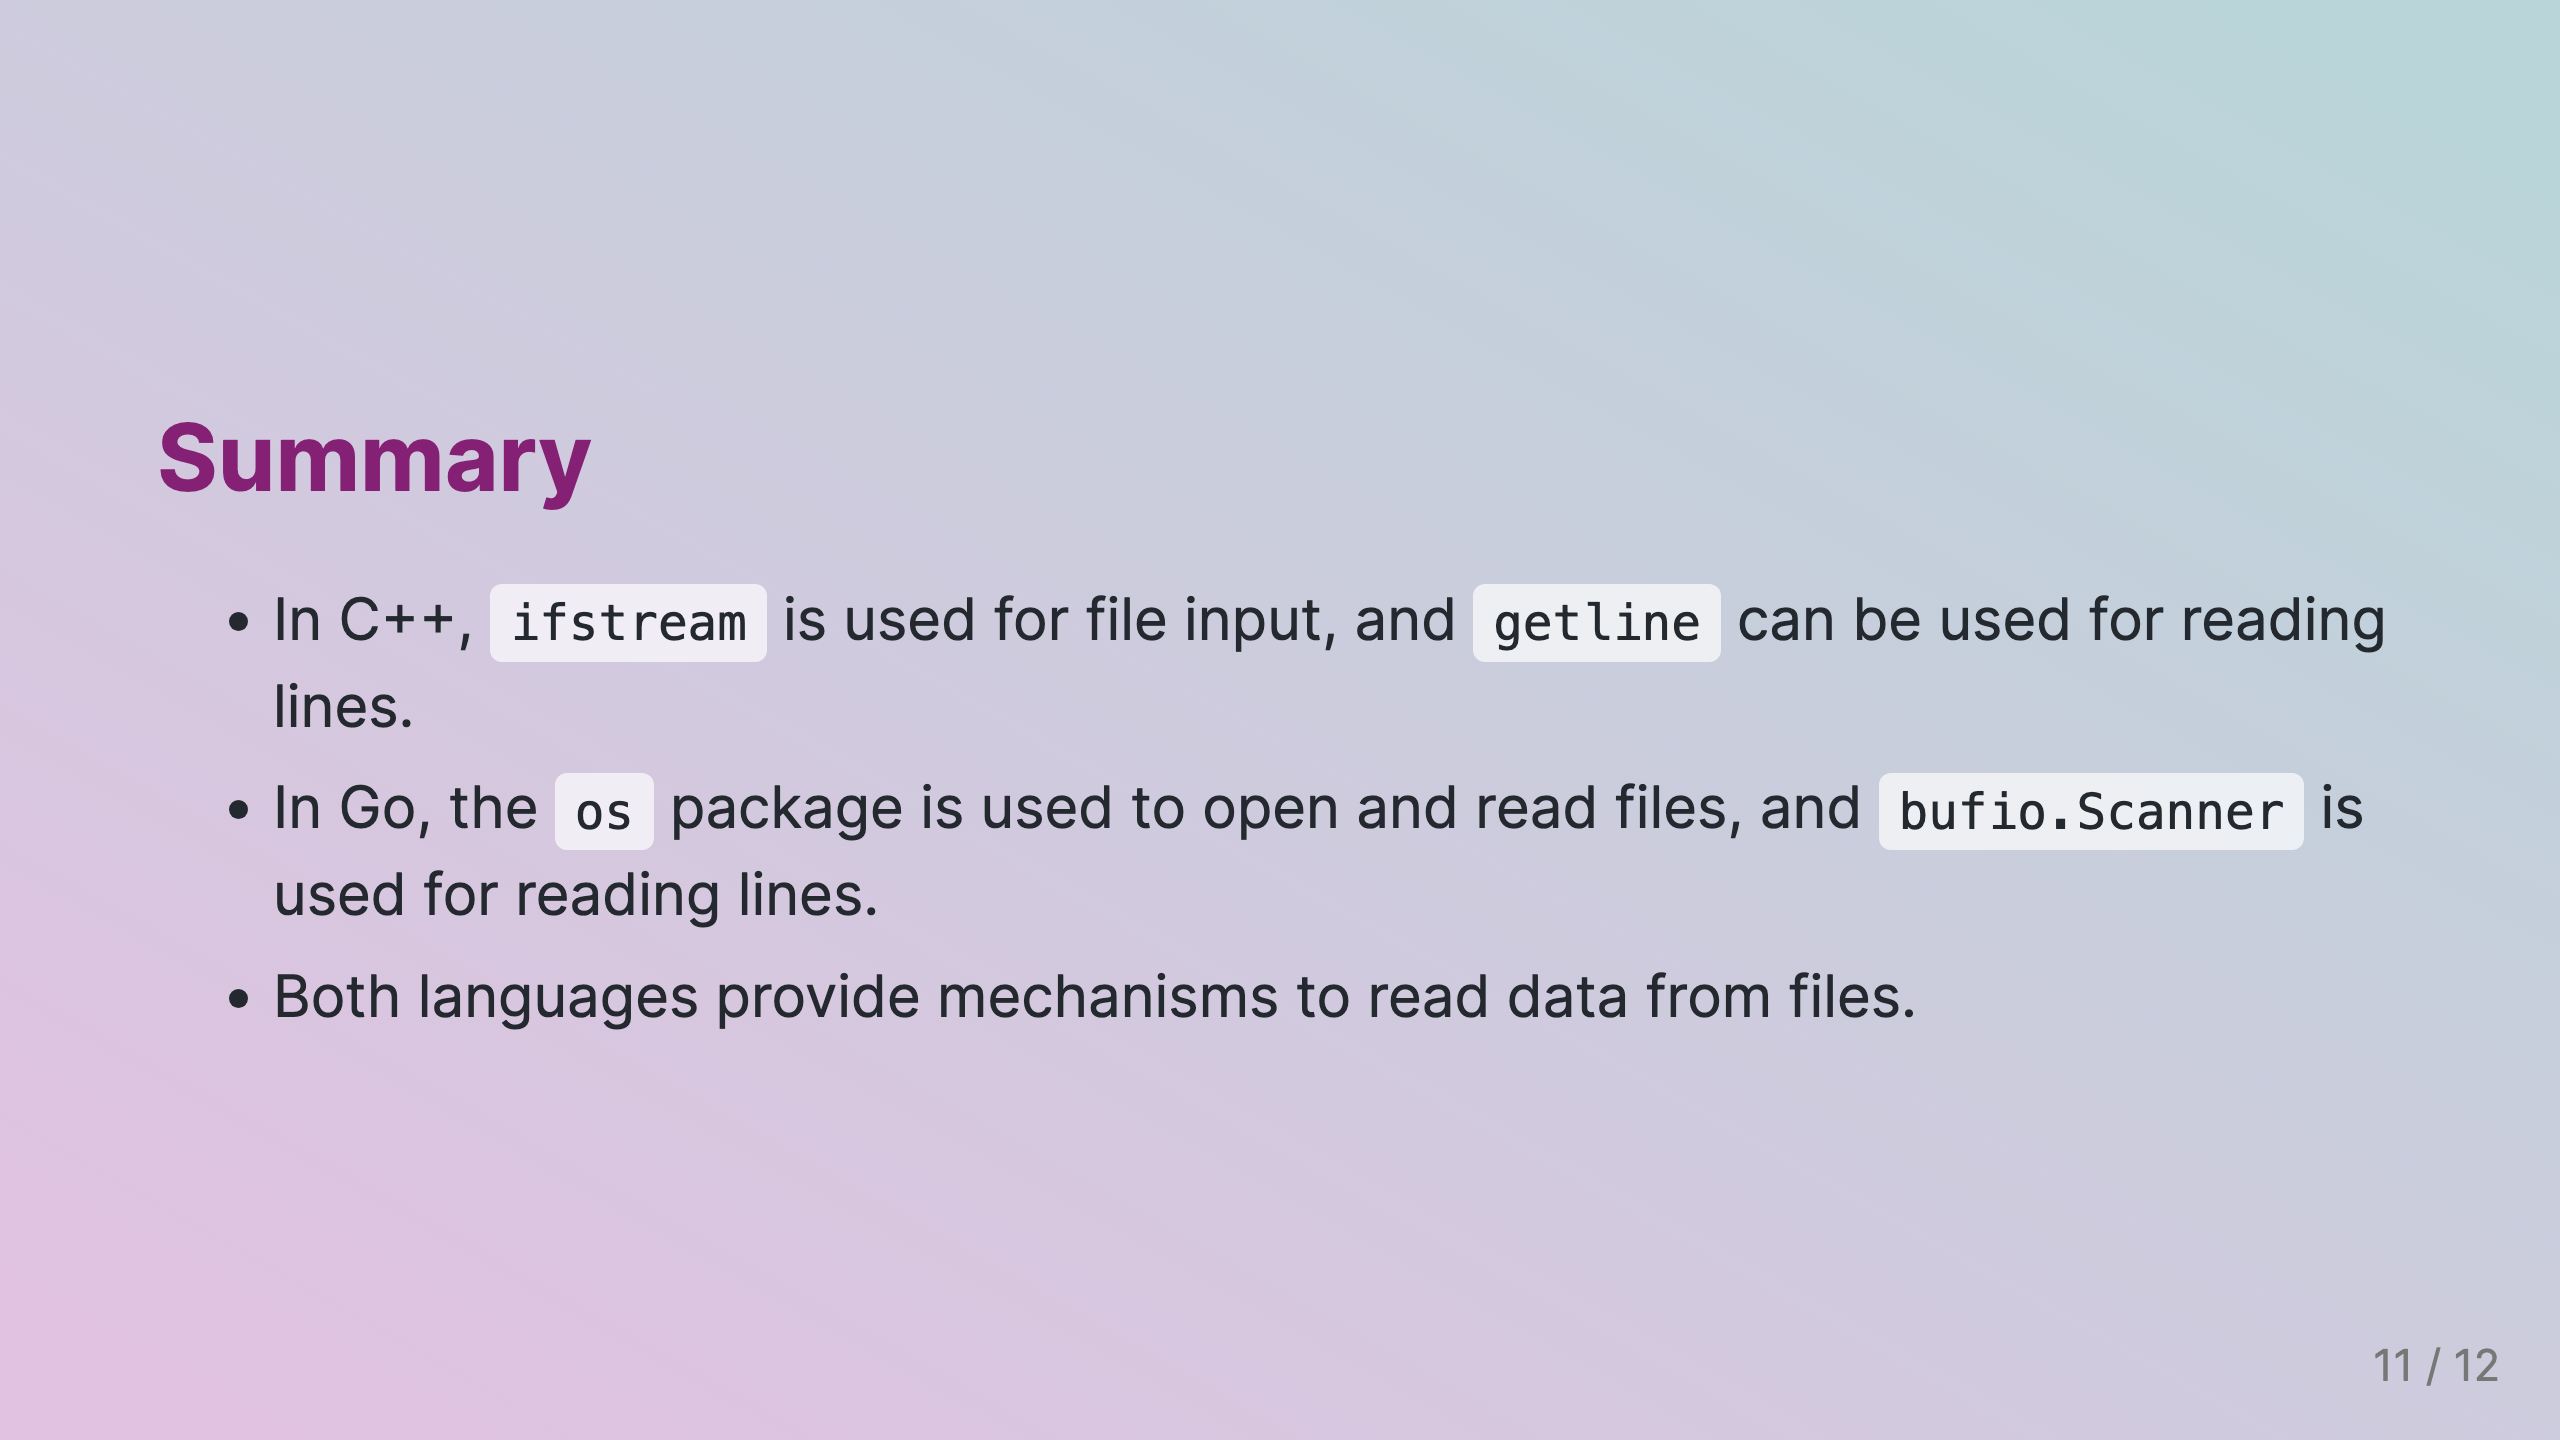 Summary
• In C++, ifstream is used for file input, and getline can be used for reading
lines.
• In Go, the os package is used to open and read files, and bufio.Scanner is
used for reading lines.
• Both languages provide mechanisms to read data from files.
11 / 12